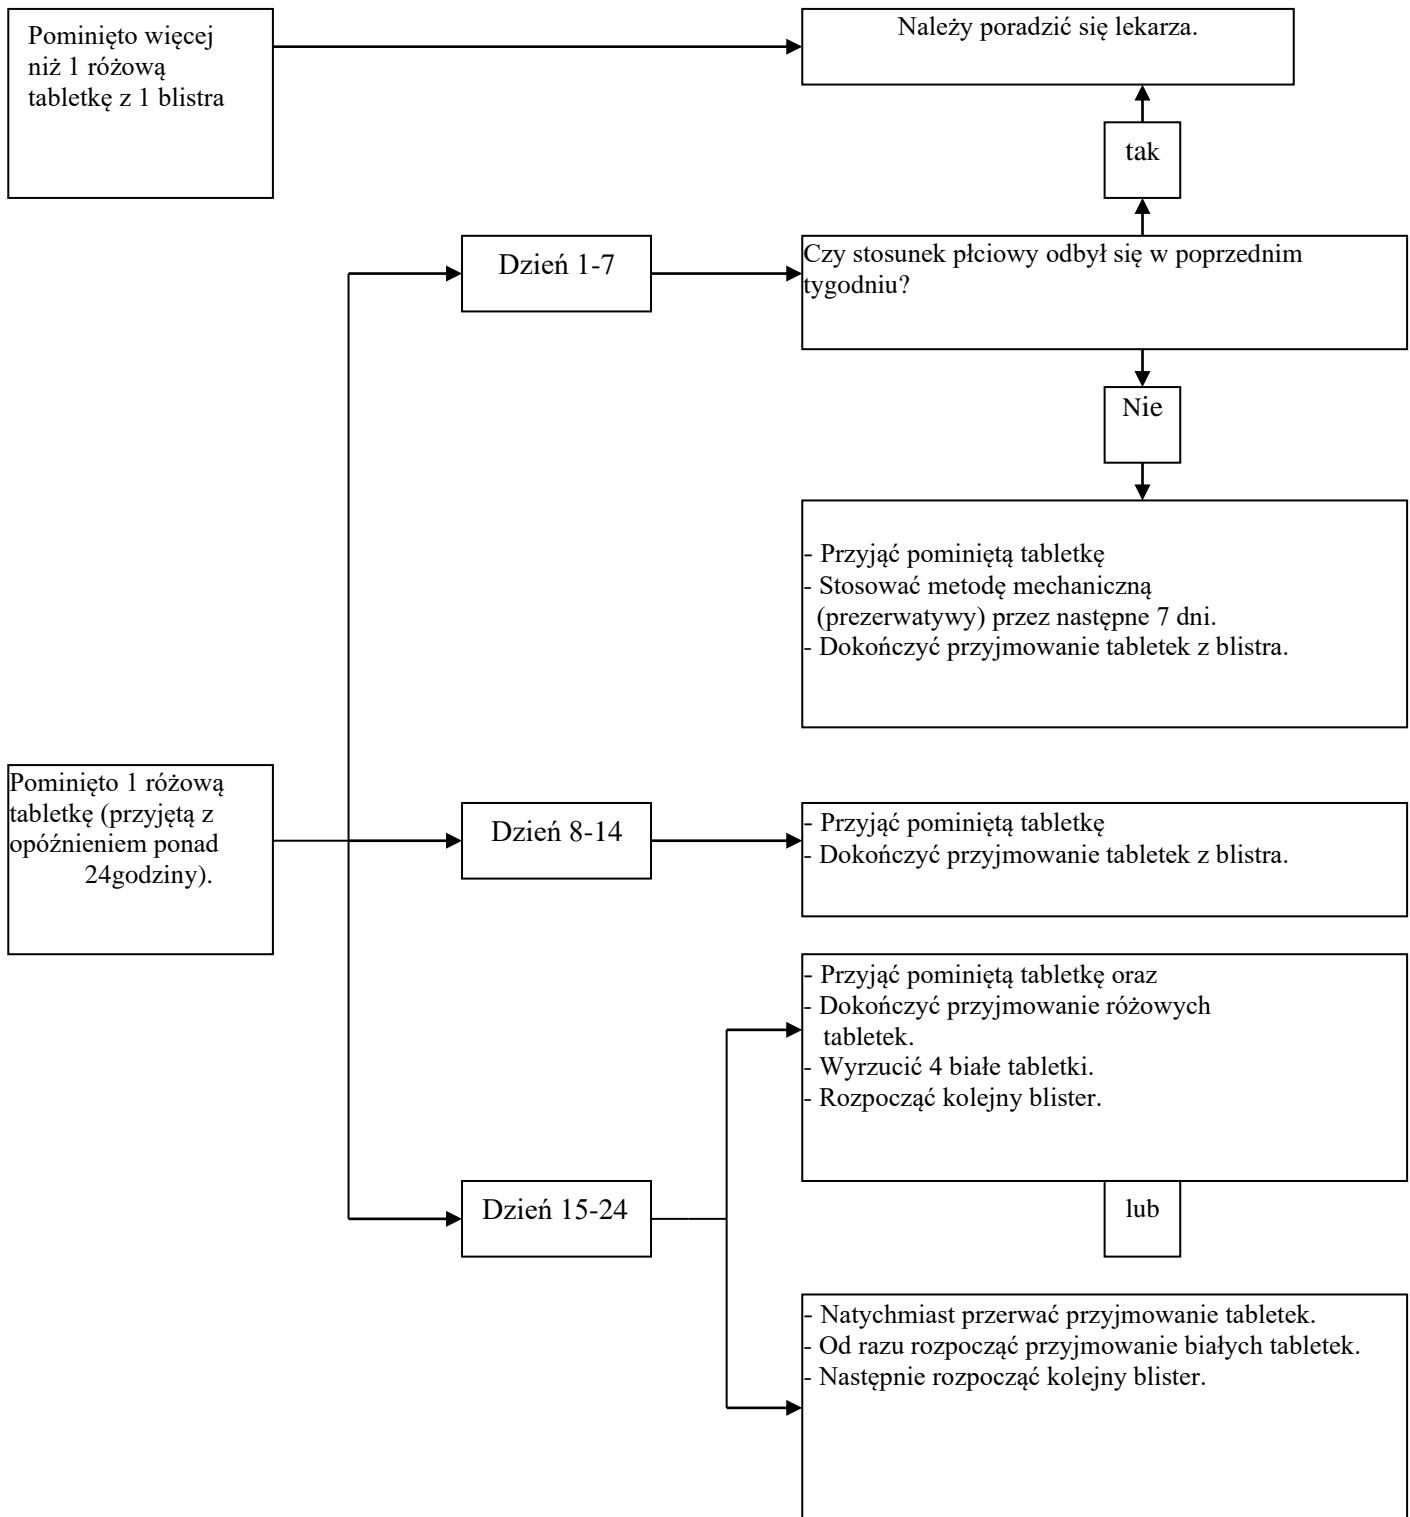 Pominięto więcej
niż 1 różową
tabletkę z 1 blistra
Należy poradzić się lekarza.
tak
Dzień 1-7
Czy stosunek płciowy odbył się w poprzednim
tygodniu?
Nie
- Przyjąć pominiętą tabletkę
- Stosować metodę mechaniczną
(prezerwatywy) przez następne 7 dni.
- Dokończyć przyjmowanie tabletek z blistra.
Pominięto 1 różową
tabletkę (przyjętą z
opóźnieniem ponad
24godziny).
Dzień 8-14
- Przyjąć pominiętą tabletkę
- Dokończyć przyjmowanie tabletek z blistra.
- Przyjąć pominiętą tabletkę oraz
- Dokończyć przyjmowanie różowych
tabletek.
- Wyrzucić 4 białe tabletki.
- Rozpocząć kolejny blister.
Dzień 15-24
lub
- Natychmiast przerwać przyjmowanie tabletek.
- Od razu rozpocząć przyjmowanie białych tabletek.
- Następnie rozpocząć kolejny blister.